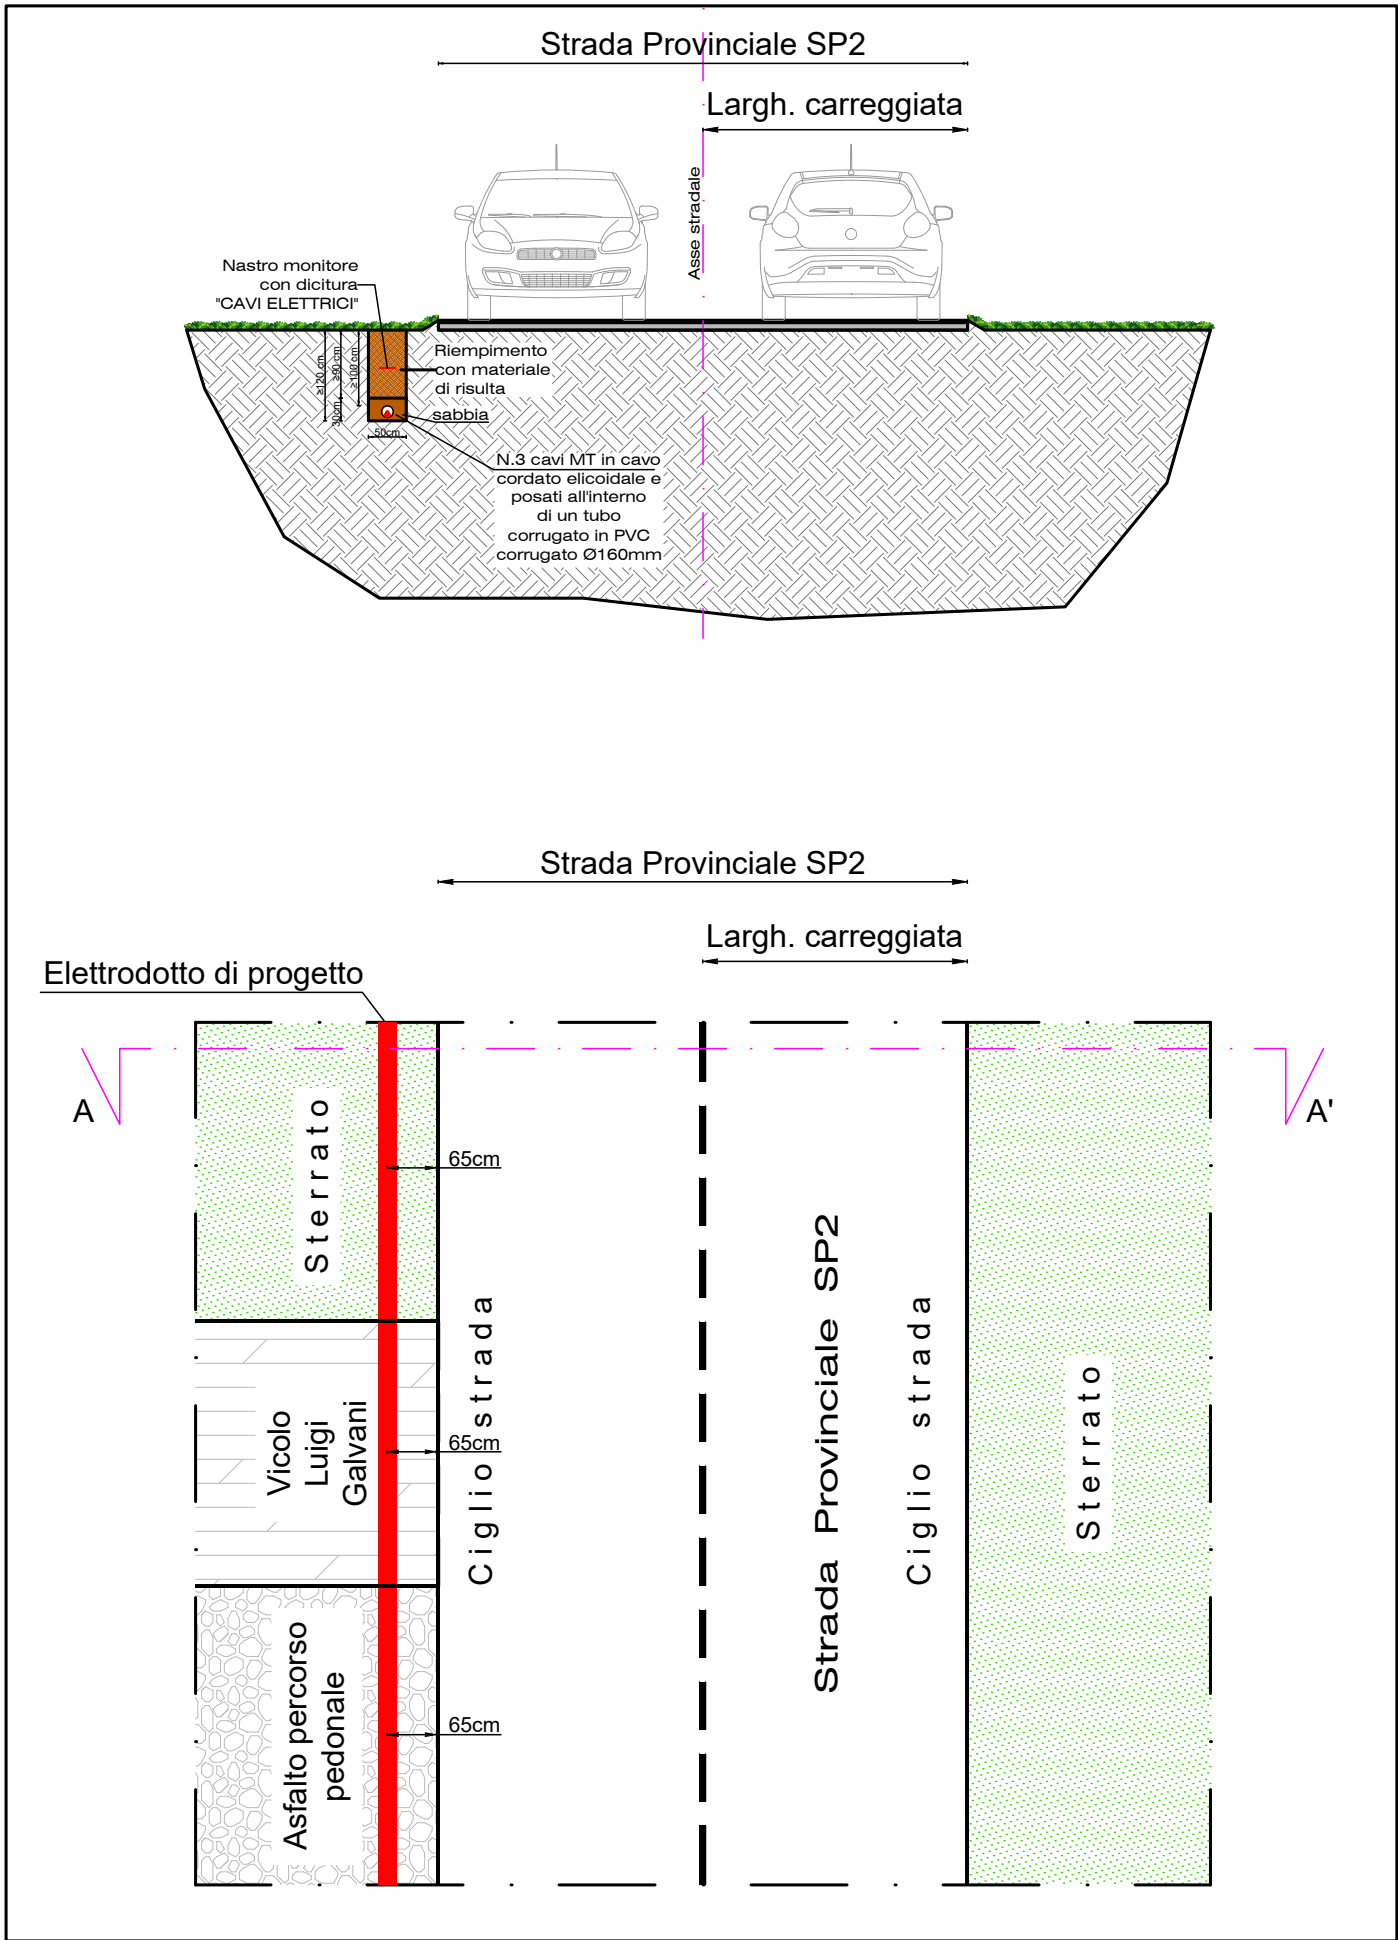 Strada Provinciale SP2
Largh. carreggiata
Asse stradale
Nastro monitore
con dicitura
"CAVI ELETTRICI"
≥120 cm
≥90 cm
≥100 cm
30cm
50cm
Riempimento
con materiale
di risulta
sabbia
N.3 cavi MT in cavo
cordato elicoidale e
posati all'interno
di un tubo
corrugato in PVC
corrugato Ø160mm
Strada Provinciale SP2
Largh. carreggiata
Elettrodotto di progetto
A
A'
Sterrato
65cm
Vicolo
Luigi
Galvani
65cm
Asfalto percorso
pedonale
65cm
Ciglio strada
Strada Provinciale SP2
Ciglio strada
Sterrato